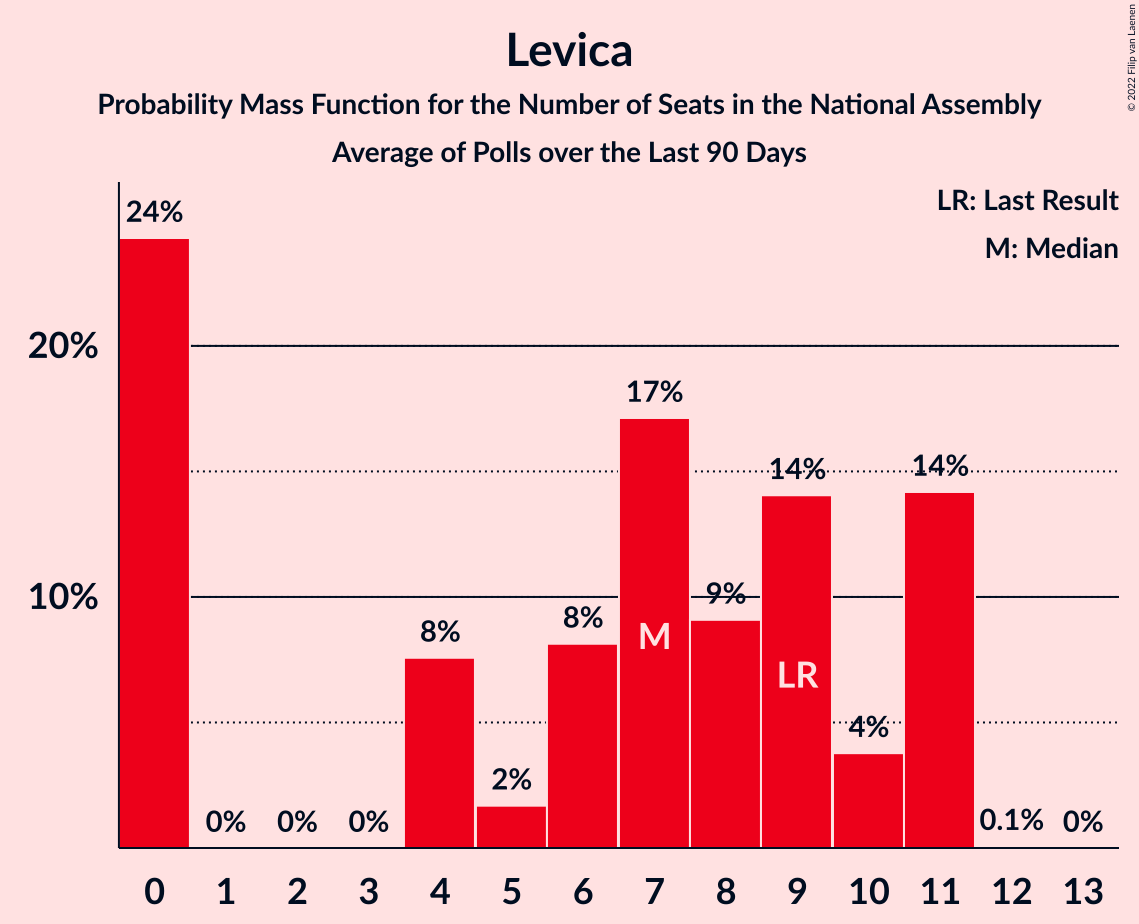 Levica
Probability Mass Function for the Number of Seats in the National Assembly
Average of Polls over the Last 90 Days
© 2022 Filip van Laenen
LR: Last Result
M: Median
24%
20%
17%
14%
14%
10%
9%
8%
8%
M
LR
4%
2%
0%
0%
0%
0.1%
0%
0 1 2 3 4 5 6 7 8 9 10 11 12 13